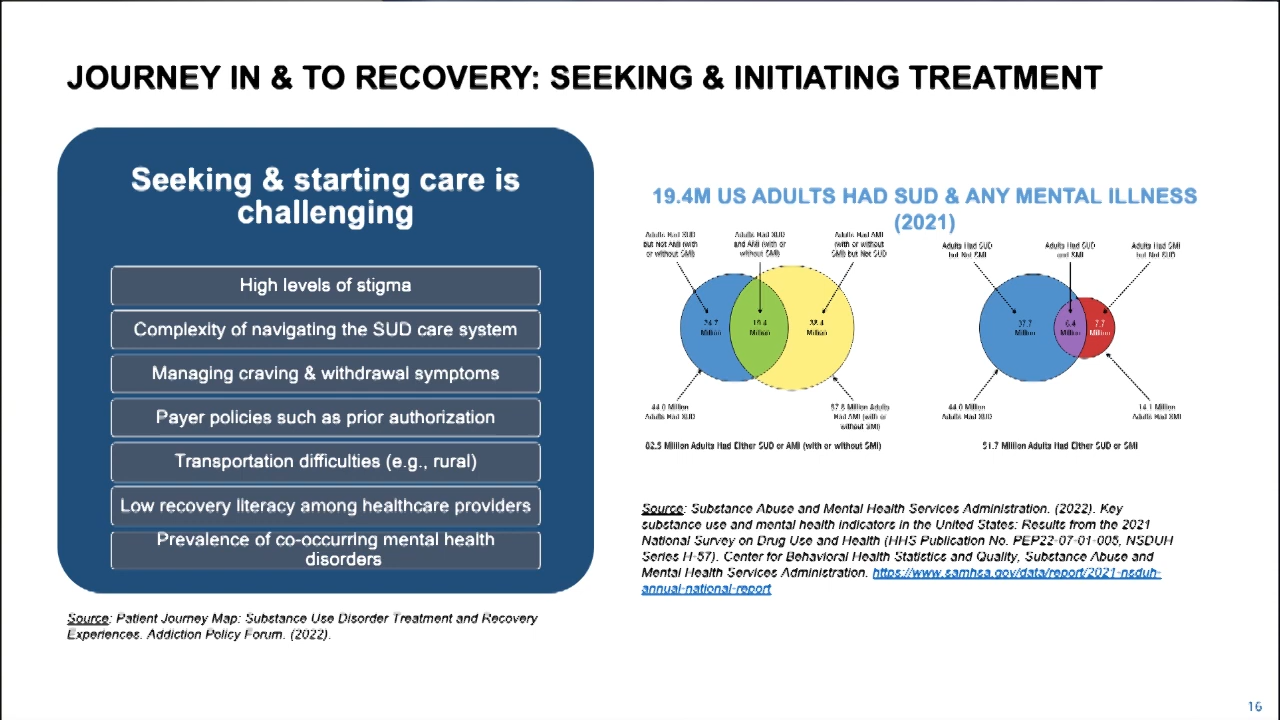 JOURNEY IN & TO RECOVERY: SEEKING & INITIATING TREATMENT
Seeking & starting care is
challenging
High levels of stigma
Complexity of navigating the SUD care system
Managing craving & withdrawal symptoms
Payer policies such as prior authorization
Transportation difficulties (e.g., rural)
Low recovery literacy among healthcare providers
Prevalence of co-occurring mental health
disorders
Source: Patient Journey Map: Substance Use Disorder Treatment and Recovery
Experiences. Addiction Policy Forum. (2022).
19.4M US ADULTS HAD SUD & ANY MENTAL ILLNESS
(2021)
Adults Had SUD
but Not AMI (with
or without SMI)
Adults Had SUD
and AMI (with or
without SMI)
Adults Had AMI
(with or without
SMI) but Not SUD
24.7
Million
19.4
Million
38.4
Million
44.0 Million
Adults Had SUD
57.8 Million Adults
Had AMI (with or
without SMI)
82.5 Million Adults Had Either SUD or AMI (with or without SMI)
Adults Had SUD
but Not SMI
Adults Had SUD
and SMI
Adults Had SMI
but Not SUD
37.7
Million
6.4
Million
7.7
Million
44.0 Million
Adults Had SUD
14.1 Million
Adults Had SMI
51.7 Million Adults Had Either SUD or SMI
Source: Substance Abuse and Mental Health Services Administration. (2022). Key
substance use and mental health indicators in the United States: Results from the 2021
National Survey on Drug Use and Health (HHS Publication No. PEP22-07-01-005, NSDUH
Series H-57). Center for Behavioral Health Statistics and Quality, Substance Abuse and
Mental Health Services Administration. https://www.samhsa.gov/data/report/2021-nsduh-
annual-national-report
16